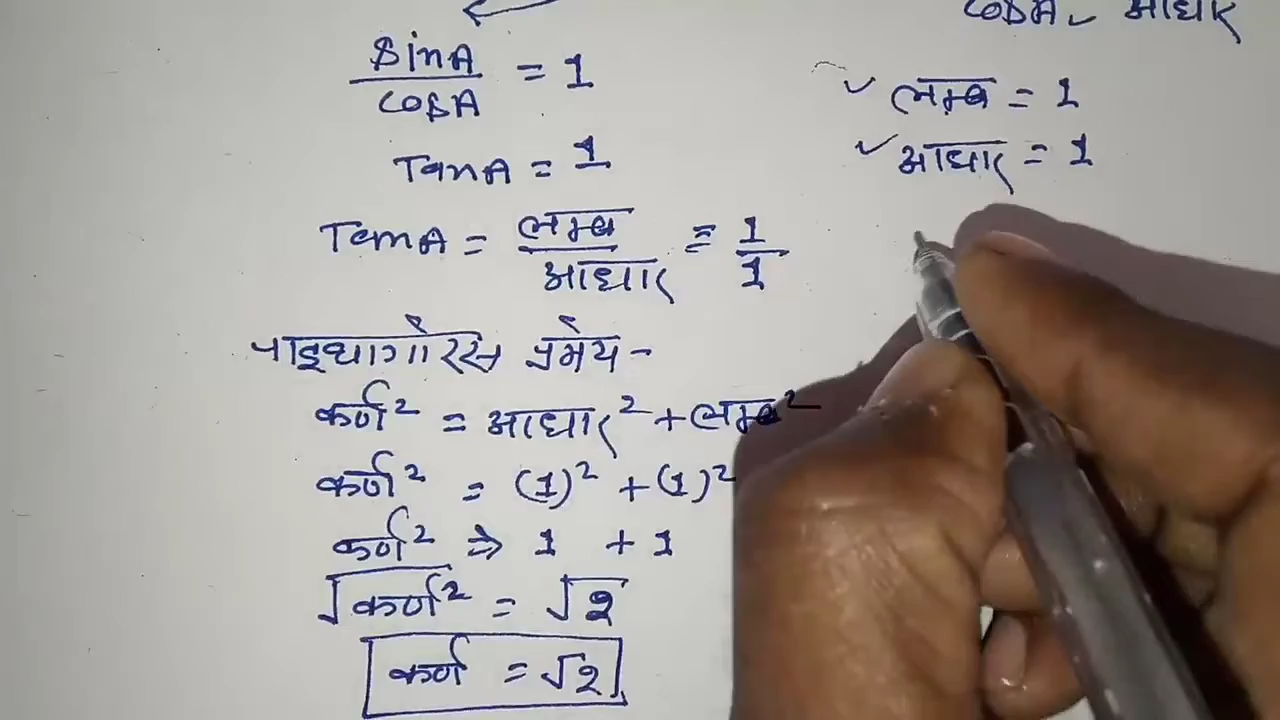 SinA / CosA = 1
TanA = 1
TanA = लम्ब / आधार = 1 / 1
पाइथागोरस प्रमेय -
कर्ण² = आधार² + लम्ब²
कर्ण² = (1)² + (1)²
कर्ण² ⇒ 1 + 1
√कर्ण² = √2
कर्ण = √2
CosA आधार
✓ लम्ब = 1
✓ आधार = 1